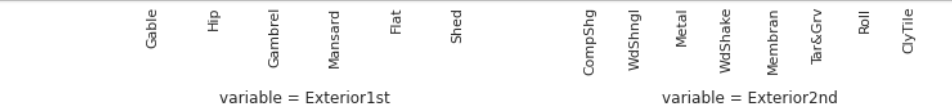 Gable Hip Gambrel Mansard Flat Shed CompShg WdShngl Metal WdShake Membran Tar&Grv Roll ClyTile
variable = Exterior1st variable = Exterior2nd